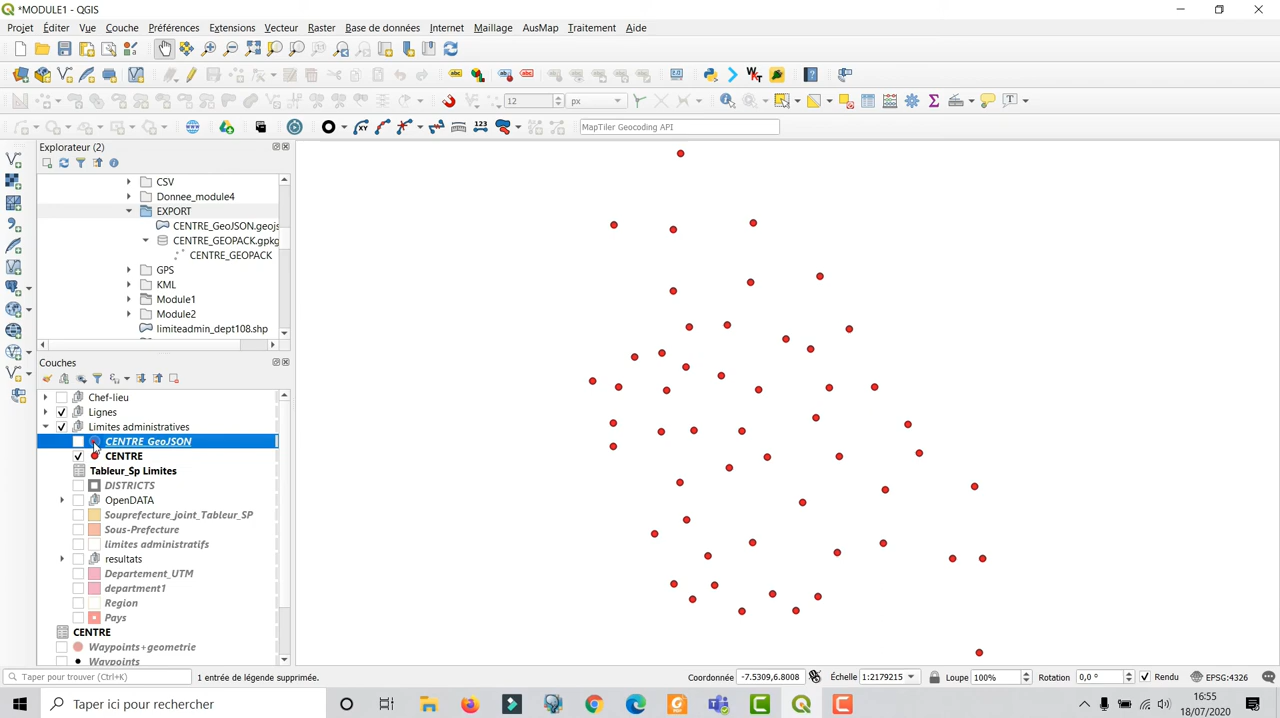 *MODULE1 - QGIS
Projet Éditer Vue Couche Préférences Extensions Vecteur Raster Base de données Internet Maillage AusMap Traitement Aide
12 px
MapTiler Geocoding API
Explorateur (2)
CSV
Donnee_module4
EXPORT
CENTRE_GeoJSON.geojs
CENTRE_GEOPACK.gpkg
CENTRE_GEOPACK
GPS
KML
Module1
Module2
limiteadmin_dept108.shp
Couches
Chef-lieu
Lignes
Limites administratives
CENTRE_GeoJSON
CENTRE
Tableur_Sp Limites
DISTRICTS
OpenDATA
Souprefecture_joint_Tableur_SP
Sous-Prefecture
limites administratifs
resultats
Departement_UTM
department1
Region
Pays
CENTRE
Waypoints+geometrie
Waypoints
Taper pour trouver (Ctrl+K) 1 entrée de légende supprimée. Coordonnée -7.5309,6.8008 Échelle 1:2179215 Loupe 100% Rotation 0,0 ° Rendu EPSG:4326
Taper ici pour rechercher
16:55
18/07/2020